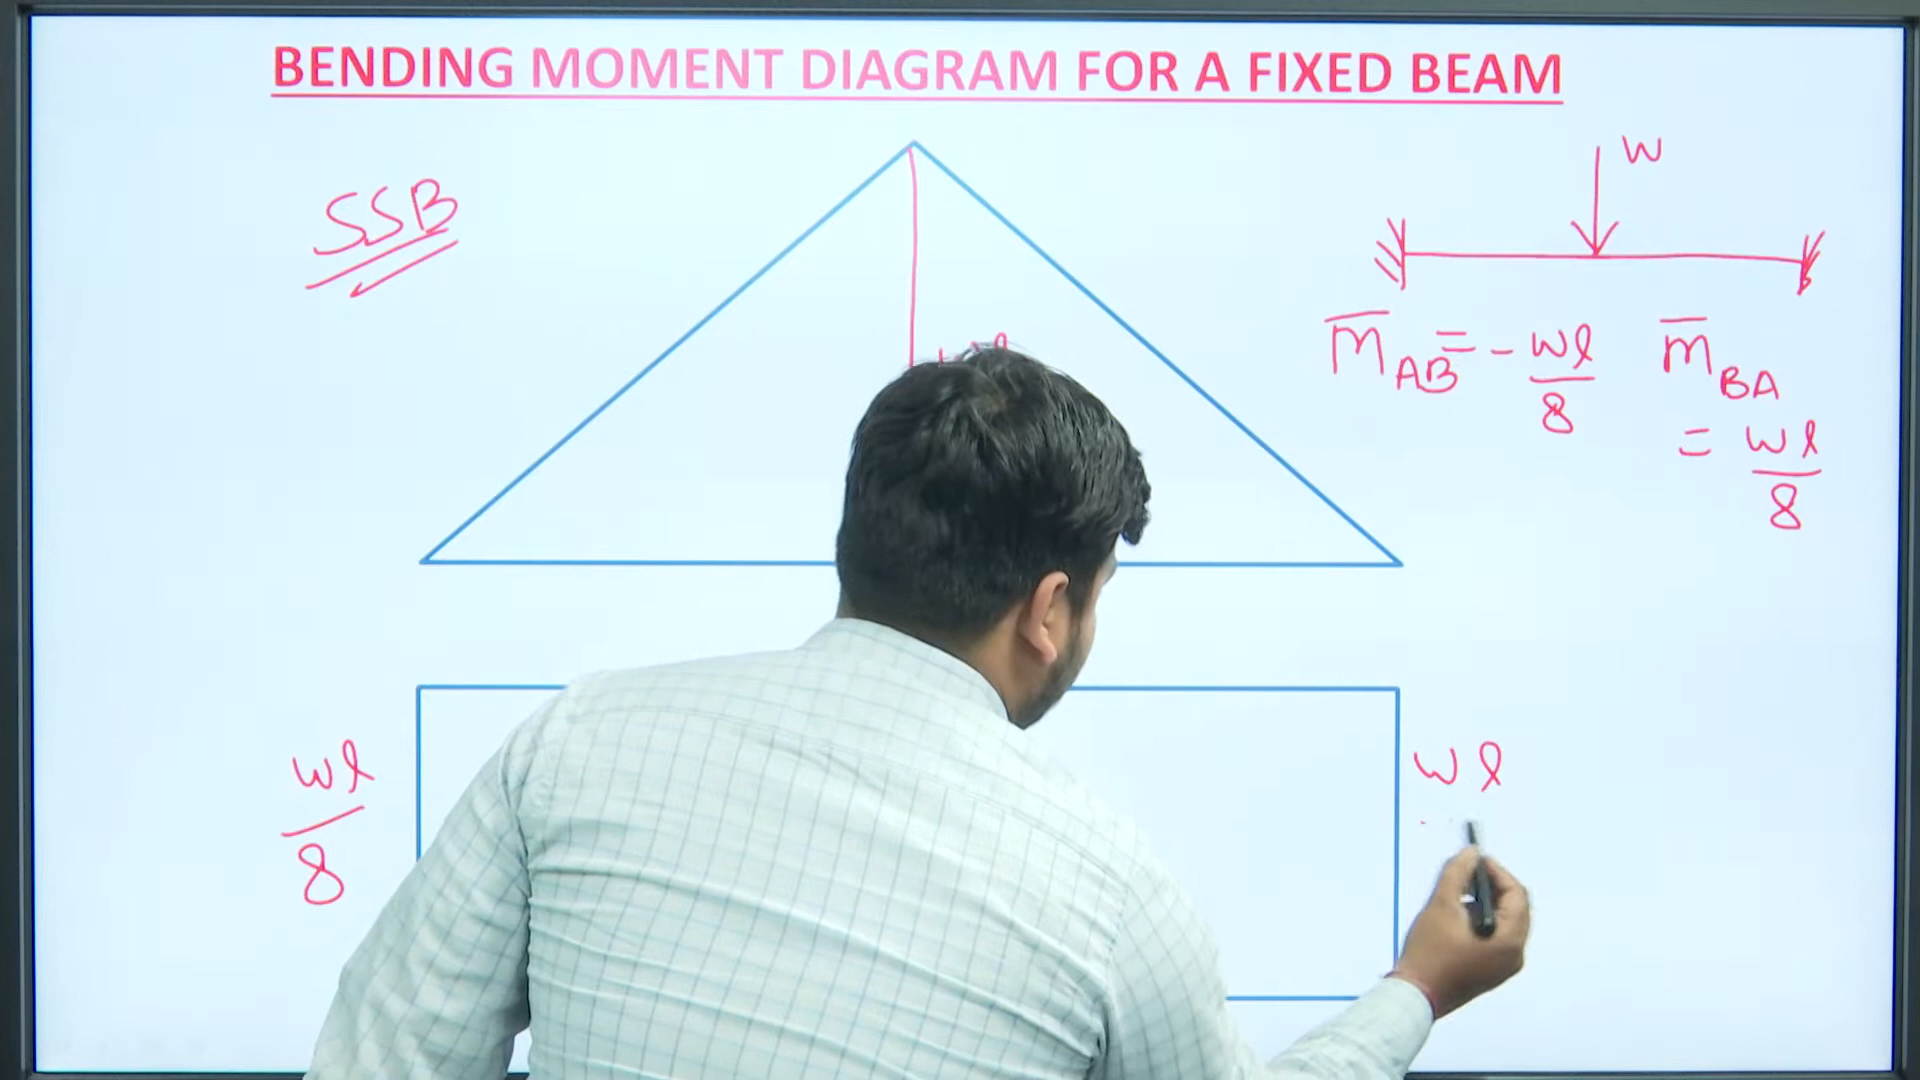 BENDING MOMENT DIAGRAM FOR A FIXED BEAM
SSB
W
M̅AB = - wl/8
M̅BA
= wl/8
wl/8
wl